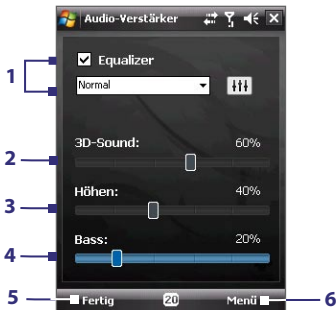 Audio-Verstärker
1
Equalizer
Normal
2
3D-Sound: 60%
3
Höhen: 40%
4
Bass: 20%
5
Fertig 20 Menü
6